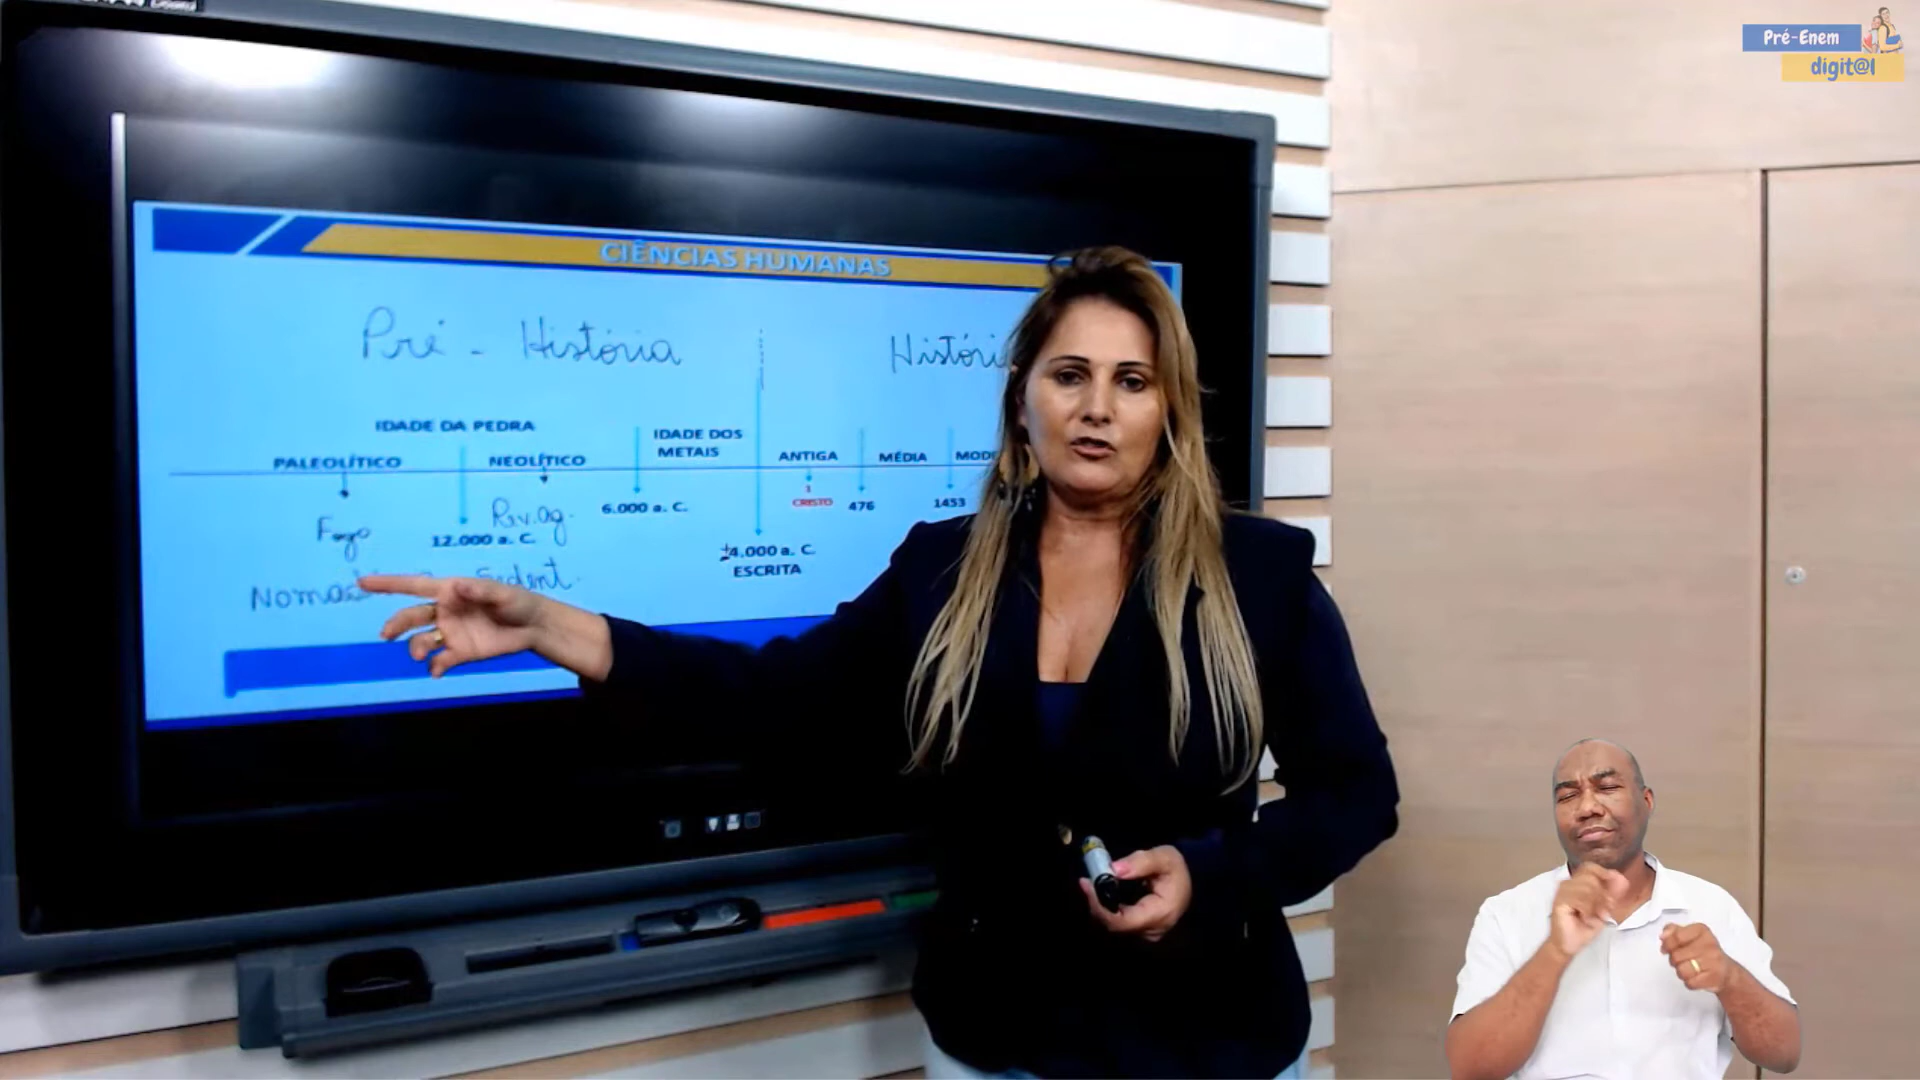 Pré-Enem
digit@l
CIÊNCIAS HUMANAS
Pré - História
Históri
IDADE DA PEDRA
IDADE DOS
METAIS
PALEOLÍTICO
NEOLÍTICO
ANTIGA
MÉDIA
MODE
1
CRISTO
476
1453
6.000 a. C.
Fogo
Rev. ag.
12.000 a. C.
±4.000 a. C.
ESCRITA
Sedent.